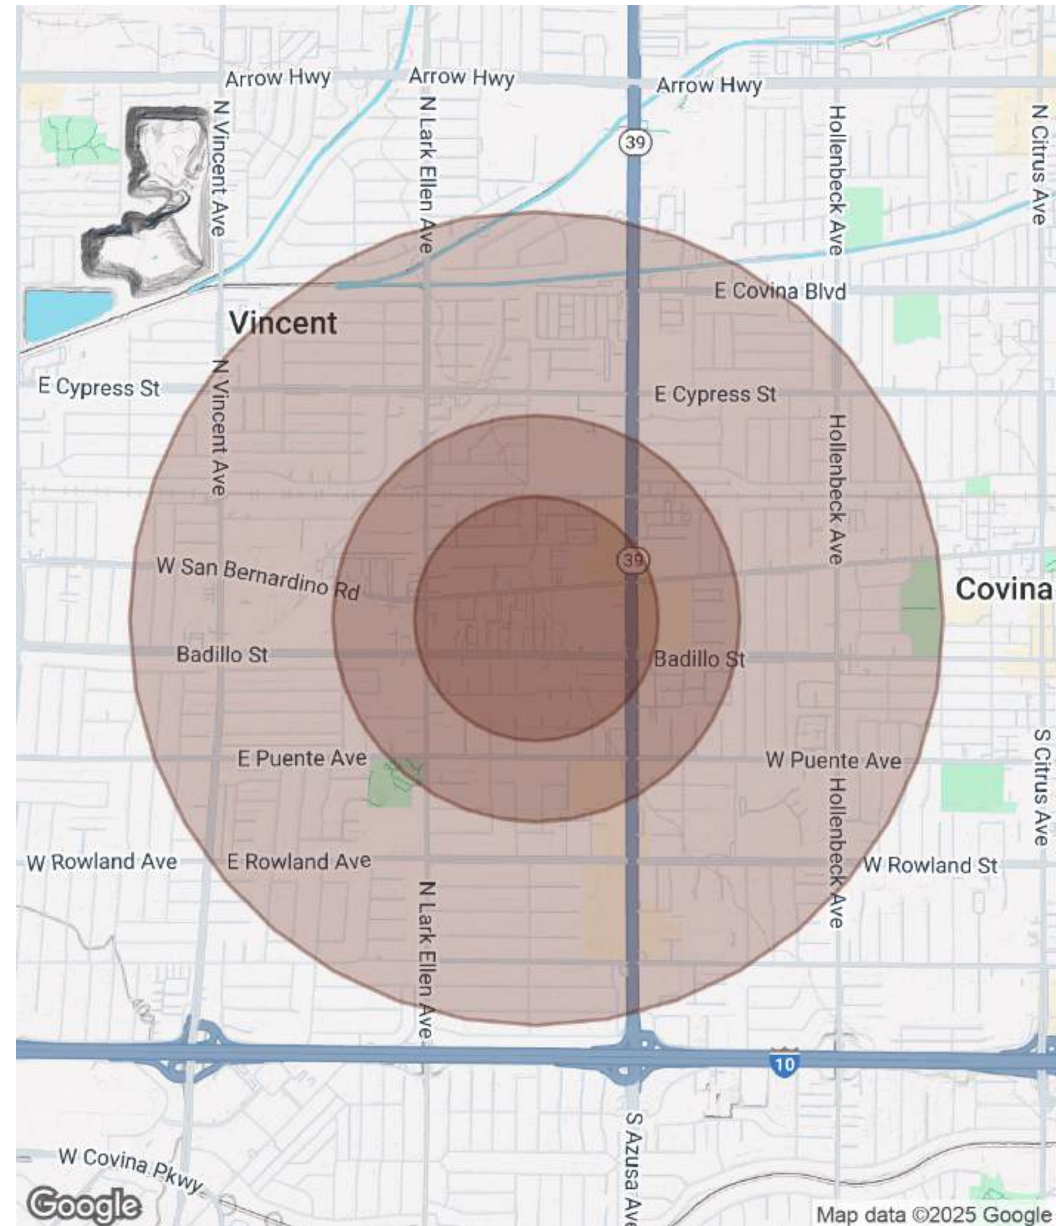 Arrow Hwy
Arrow Hwy
Arrow Hwy
N Vincent Ave
N Lark Ellen Ave
39
Hollenbeck Ave
N Citrus Ave
E Covina Blvd
Vincent
E Cypress St
E Cypress St
N Vincent Ave
Hollenbeck Ave
39
W San Bernardino Rd
Covina
Badillo St
Badillo St
E Puente Ave
W Puente Ave
S Citrus Ave
Hollenbeck Ave
W Rowland Ave
E Rowland Ave
W Rowland St
N Lark Ellen Ave
10
S Azusa Ave
W Covina Pkwy
Google
Map data ©2025 Google